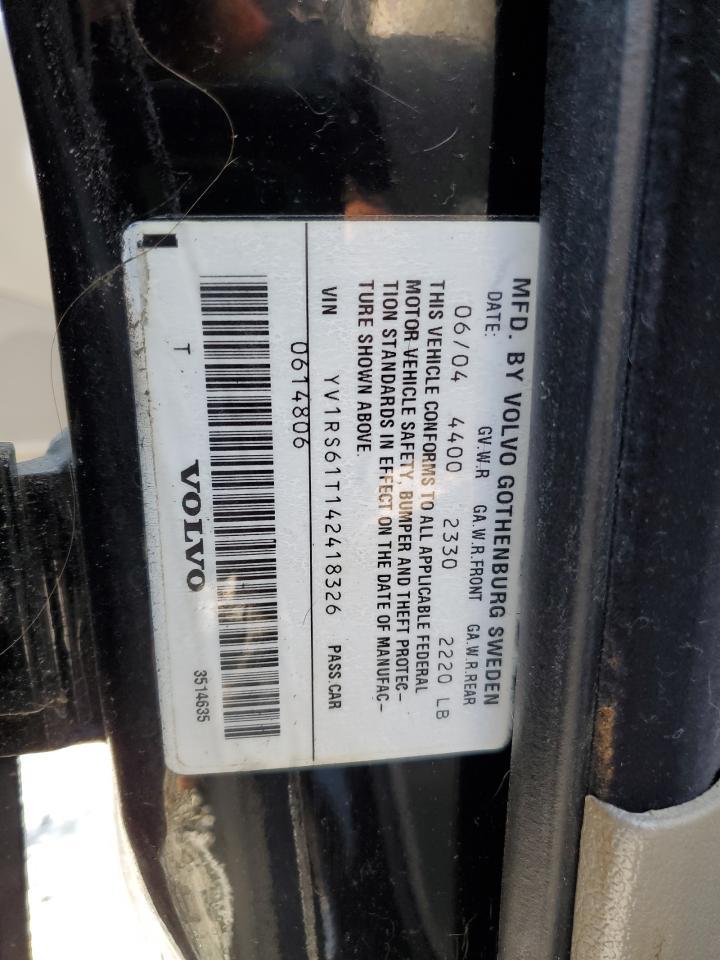 MFD. BY VOLVO GOTHENBURG SWEDEN
DATE: GV.W.R GA.W.R.FRONT GA.W.R.REAR
06/04 4400 2330 2220 LB
THIS VEHICLE CONFORMS TO ALL APPLICABLE FEDERAL
MOTOR VEHICLE SAFETY, BUMPER AND THEFT PROTEC-
TION STANDARDS IN EFFECT ON THE DATE OF MANUFAC-
TURE SHOWN ABOVE.
VIN YV1RS61T142418326 PASS.CAR
0614806
T VOLVO 3514635